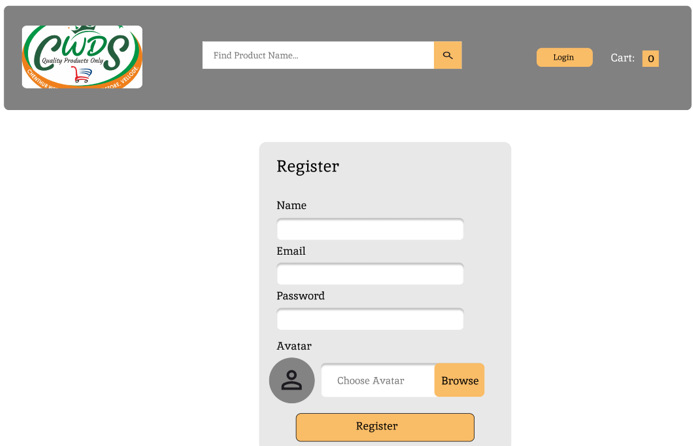 CWDS
Quality Products Only
Find Product Name...
Login
Cart: 0
Register
Name
Email
Password
Avatar
Choose Avatar
Browse
Register